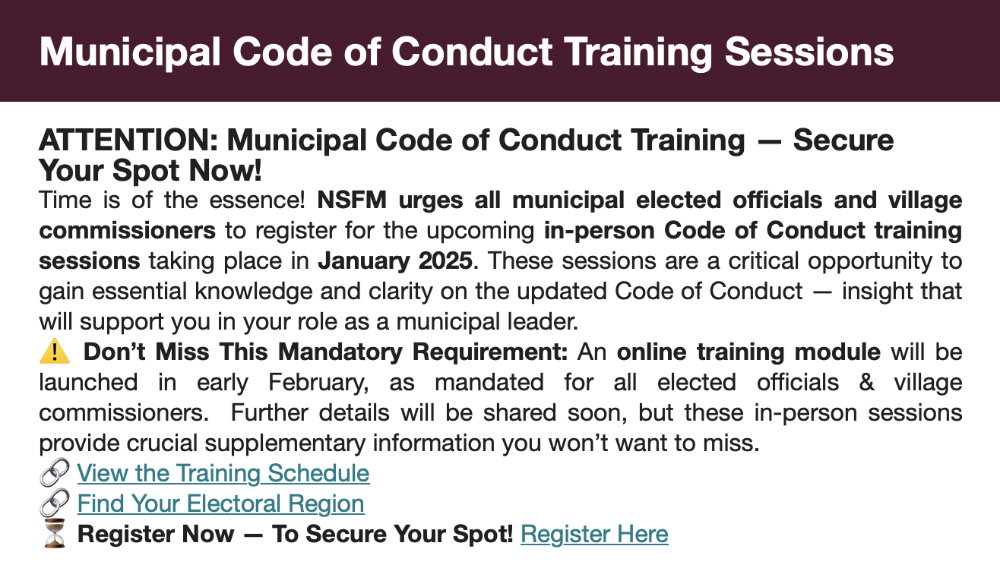 Municipal Code of Conduct Training Sessions
ATTENTION: Municipal Code of Conduct Training — Secure
Your Spot Now!
Time is of the essence! NSFM urges all municipal elected officials and village
commissioners to register for the upcoming in-person Code of Conduct training
sessions taking place in January 2025. These sessions are a critical opportunity to
gain essential knowledge and clarity on the updated Code of Conduct — insight that
will support you in your role as a municipal leader.
⚠️ Don’t Miss This Mandatory Requirement: An online training module will be
launched in early February, as mandated for all elected officials & village
commissioners.  Further details will be shared soon, but these in-person sessions
provide crucial supplementary information you won’t want to miss.
🔗 View the Training Schedule
🔗 Find Your Electoral Region
⏳ Register Now — To Secure Your Spot! Register Here